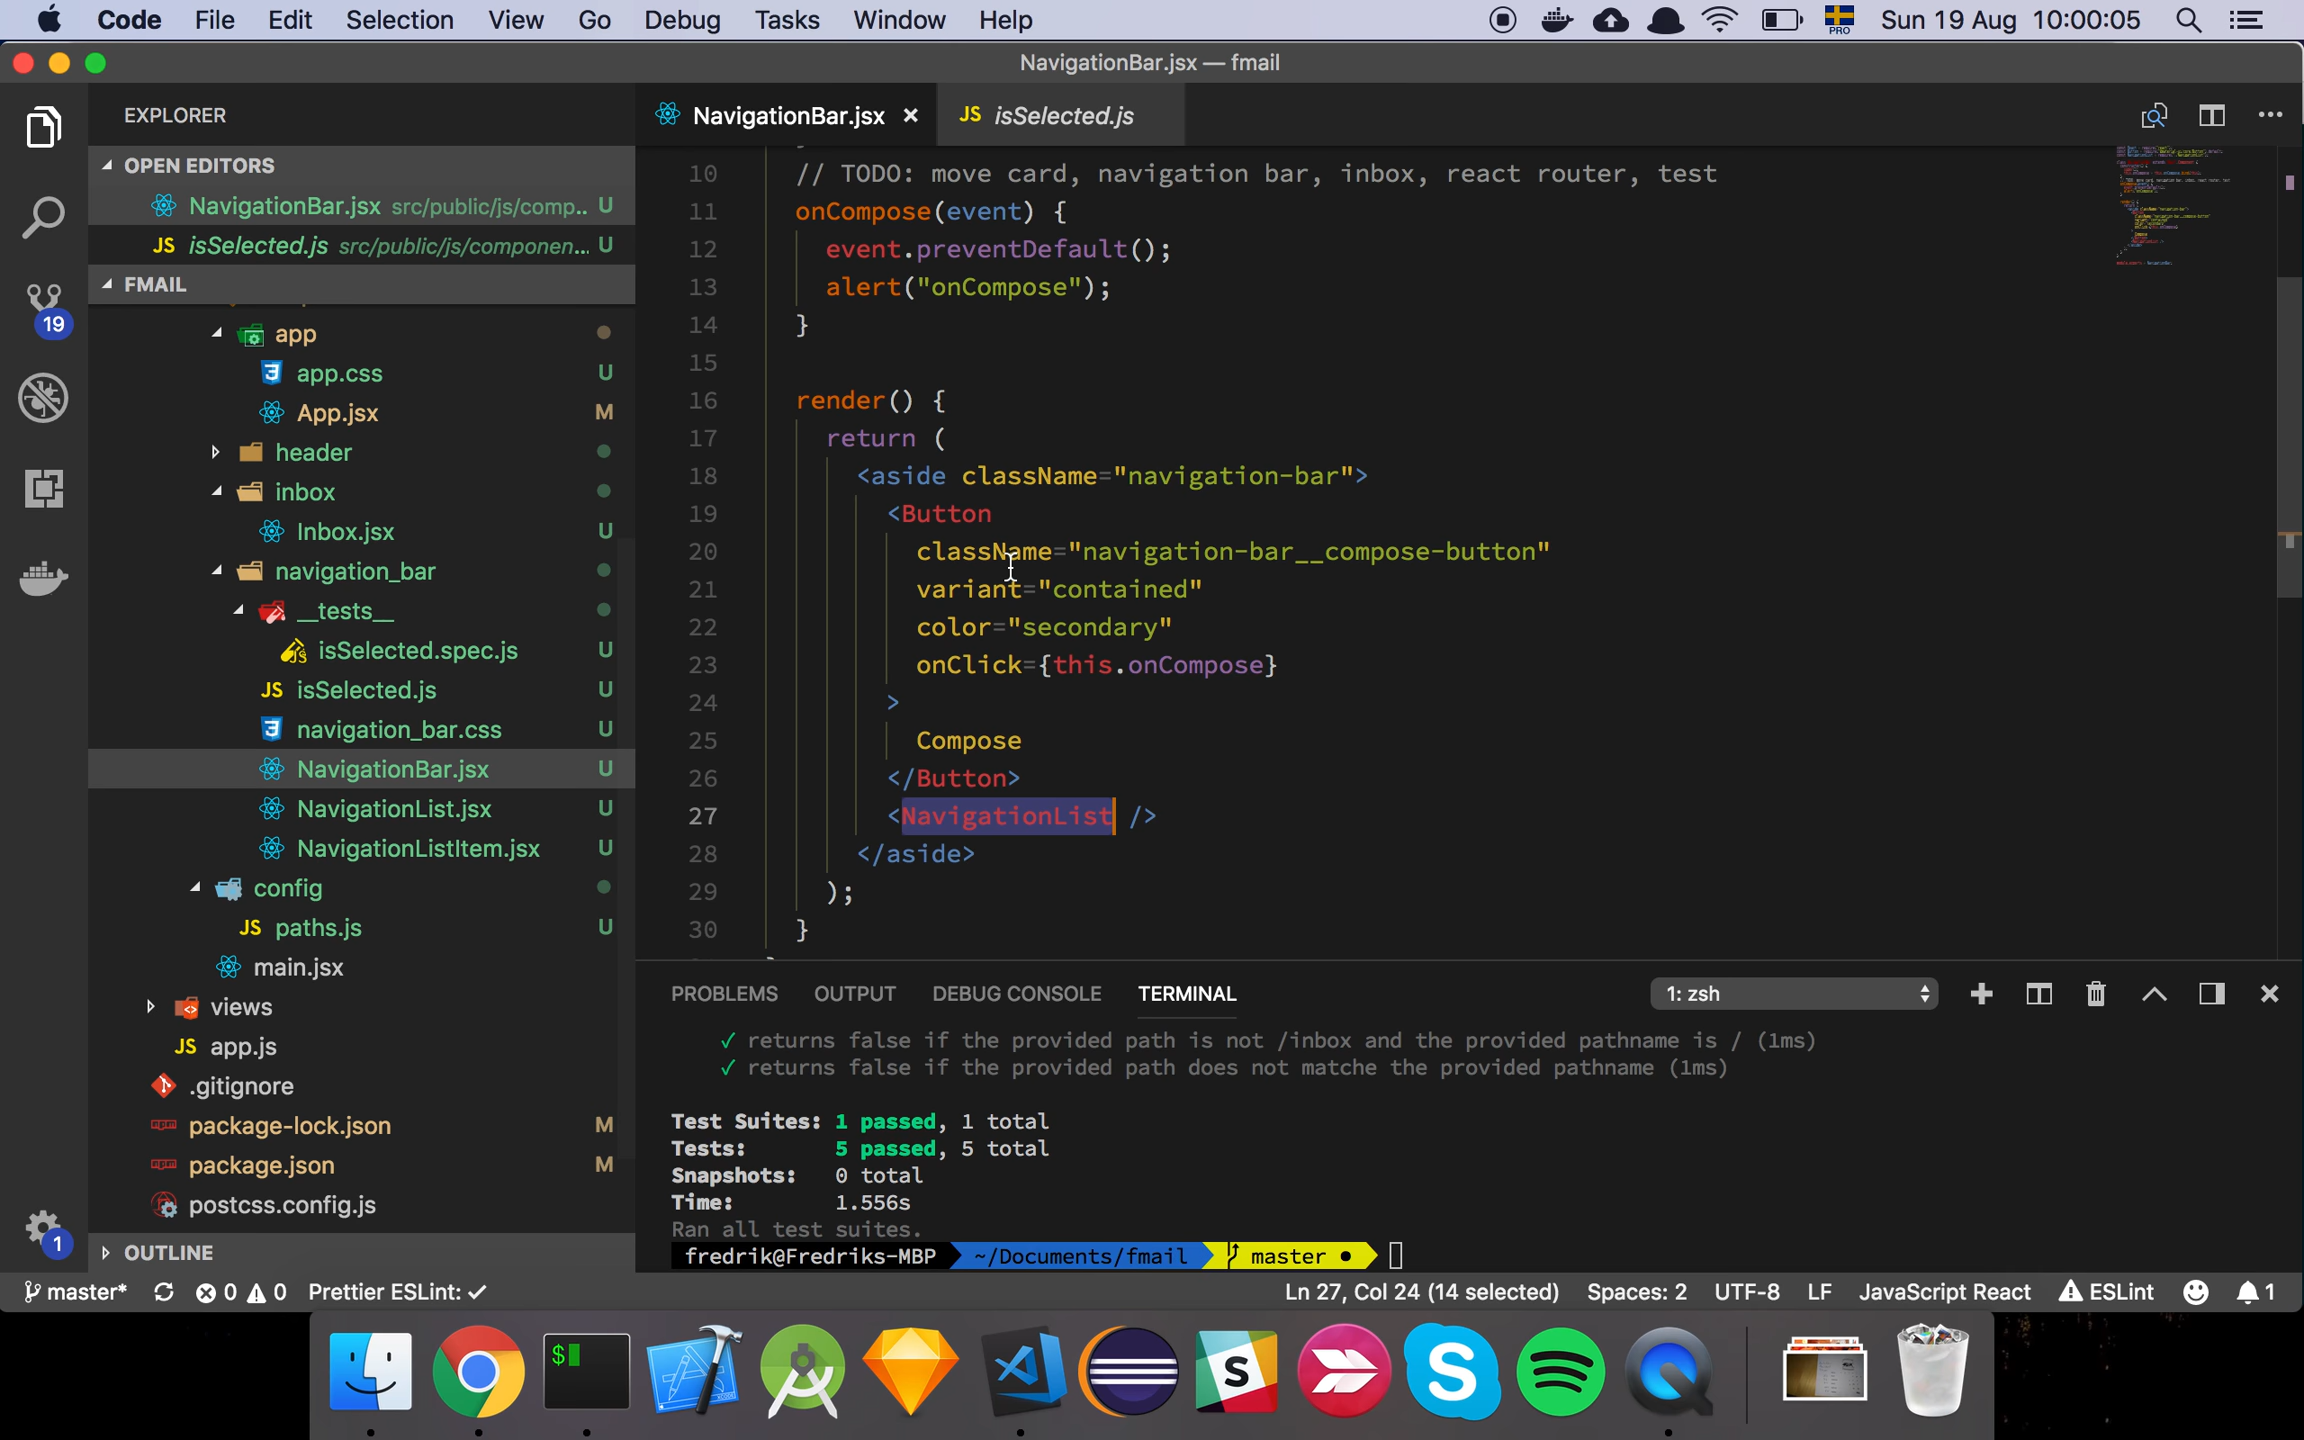 Code File Edit Selection View Go Debug Tasks Window Help
PRO
Sun 19 Aug 10:00:05
NavigationBar.jsx — fmail
EXPLORER
NavigationBar.jsx ×
JS isSelected.js
OPEN EDITORS
NavigationBar.jsx src/public/js/comp... U
JS isSelected.js src/public/js/componen... U
FMAIL
19
app
app.css U
App.jsx M
header
inbox
Inbox.jsx U
navigation_bar
__tests__
isSelected.spec.js U
JS isSelected.js U
navigation_bar.css U
NavigationBar.jsx U
NavigationList.jsx U
NavigationListItem.jsx U
config
JS paths.js U
main.jsx
views
JS app.js
.gitignore
package-lock.json M
package.json M
postcss.config.js
1
OUTLINE
10 // TODO: move card, navigation bar, inbox, react router, test
11 onCompose(event) {
12 event.preventDefault();
13 alert("onCompose");
14 }
15
16 render() {
17 return (
18 <aside className="navigation-bar">
19 <Button
20 className="navigation-bar__compose-button"
21 variant="contained"
22 color="secondary"
23 onClick={this.onCompose}
24 >
25 Compose
26 </Button>
27 <NavigationList />
28 </aside>
29 );
30 }
PROBLEMS OUTPUT DEBUG CONSOLE TERMINAL
1: zsh
✓ returns false if the provided path is not /inbox and the provided pathname is / (1ms)
✓ returns false if the provided path does not matche the provided pathname (1ms)
Test Suites: 1 passed, 1 total
Tests: 5 passed, 5 total
Snapshots: 0 total
Time: 1.556s
Ran all test suites.
fredrik@Fredriks-MBP ~/Documents/fmail master ●
master* 0 0 Prettier ESLint: ✓
Ln 27, Col 24 (14 selected) Spaces: 2 UTF-8 LF JavaScript React ESLint 1
$
S
S